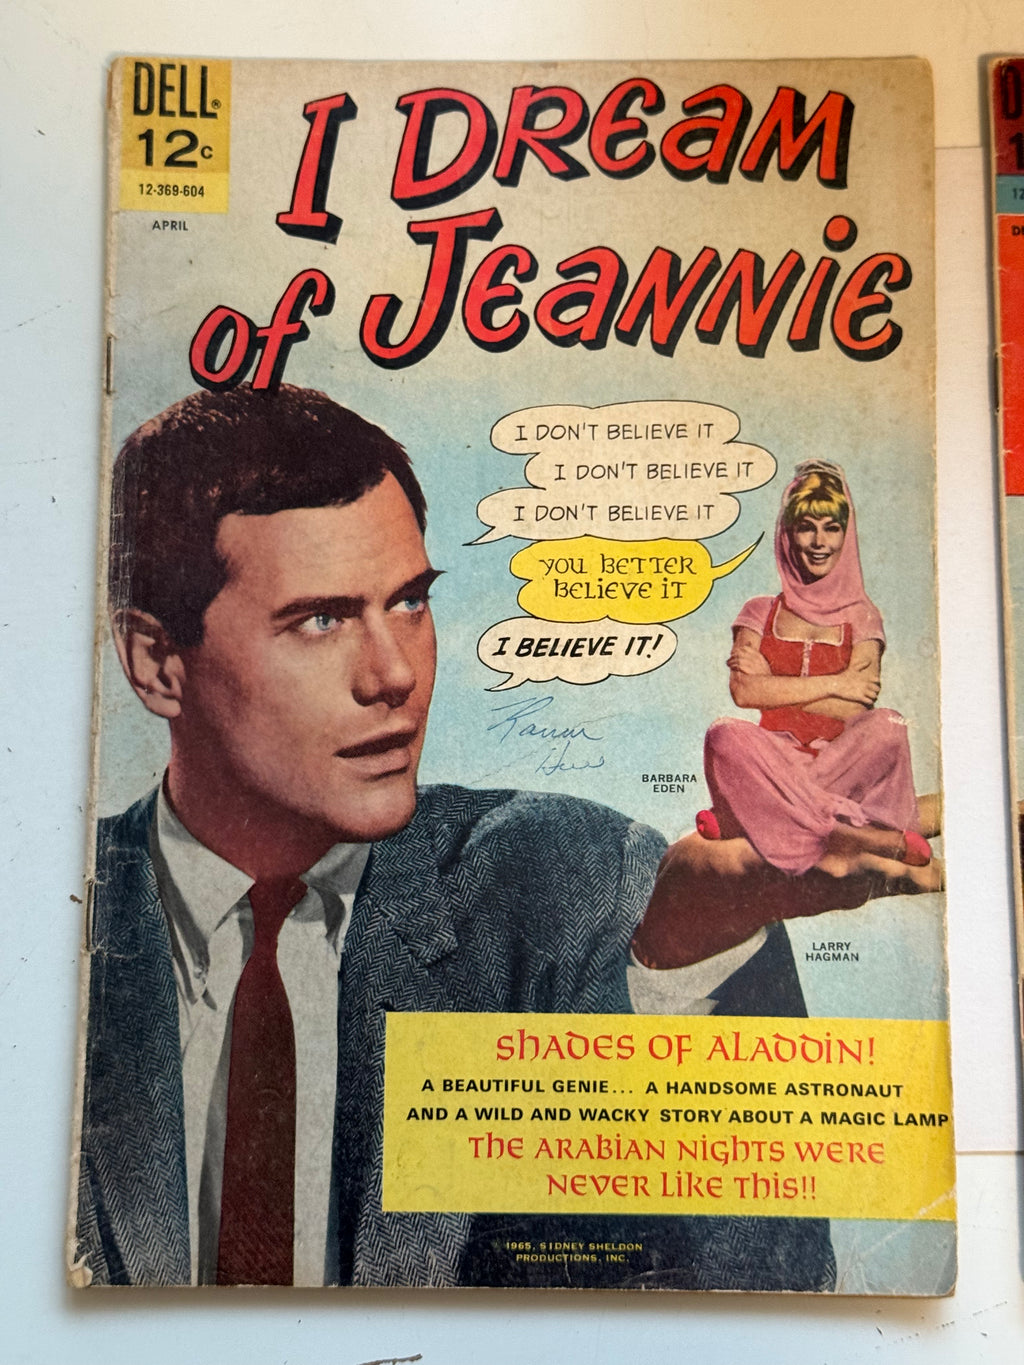 DELL®
12c
12-369-604
APRIL
I DREAM
of JEANNIE
I DON'T BELIEVE IT
I DON'T BELIEVE IT
I DON'T BELIEVE IT
YOU BETTER
BELIEVE IT
I BELIEVE IT!
BARBARA
EDEN
LARRY
HAGMAN
SHADES OF ALADDIN!
A BEAUTIFUL GENIE... A HANDSOME ASTRONAUT
AND A WILD AND WACKY STORY ABOUT A MAGIC LAMP
THE ARABIAN NIGHTS WERE
NEVER LIKE THIS!!
© 1965, SIDNEY SHELDON
PRODUCTIONS, INC.